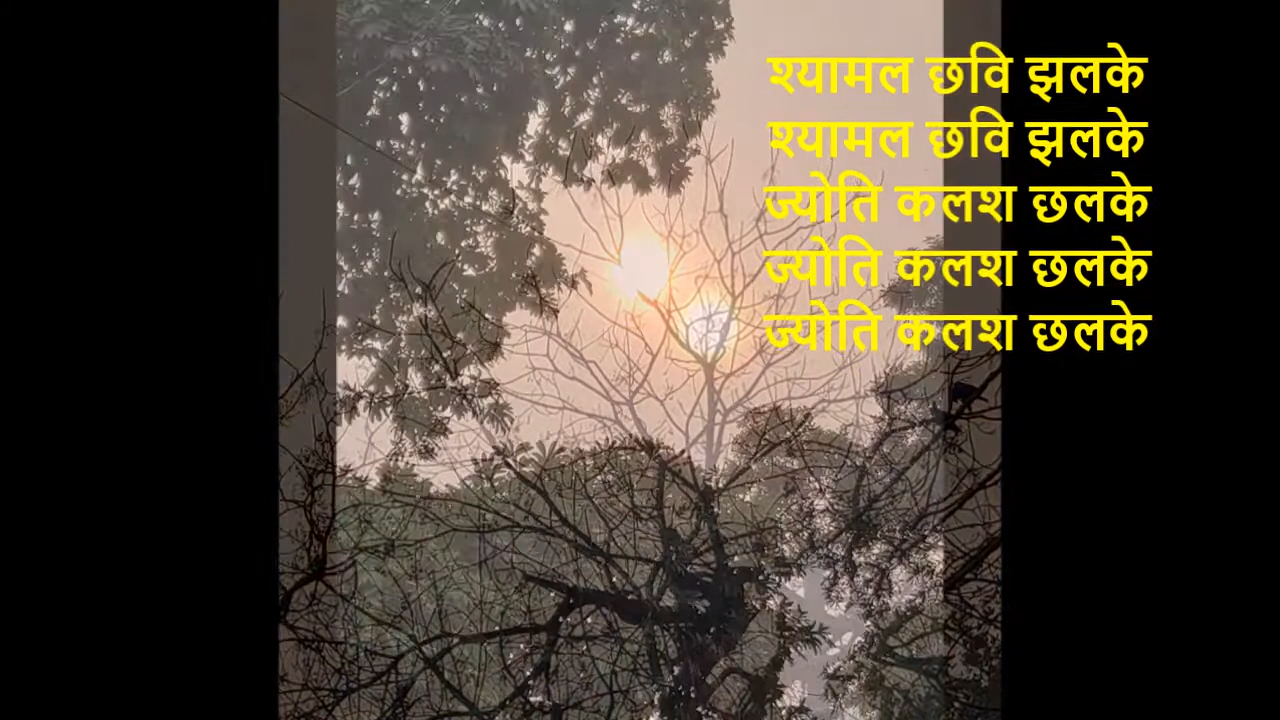 श्यामल छवि झलके
श्यामल छवि झलके
ज्योति कलश छलके
ज्योति कलश छलके
ज्योति कलश छलके